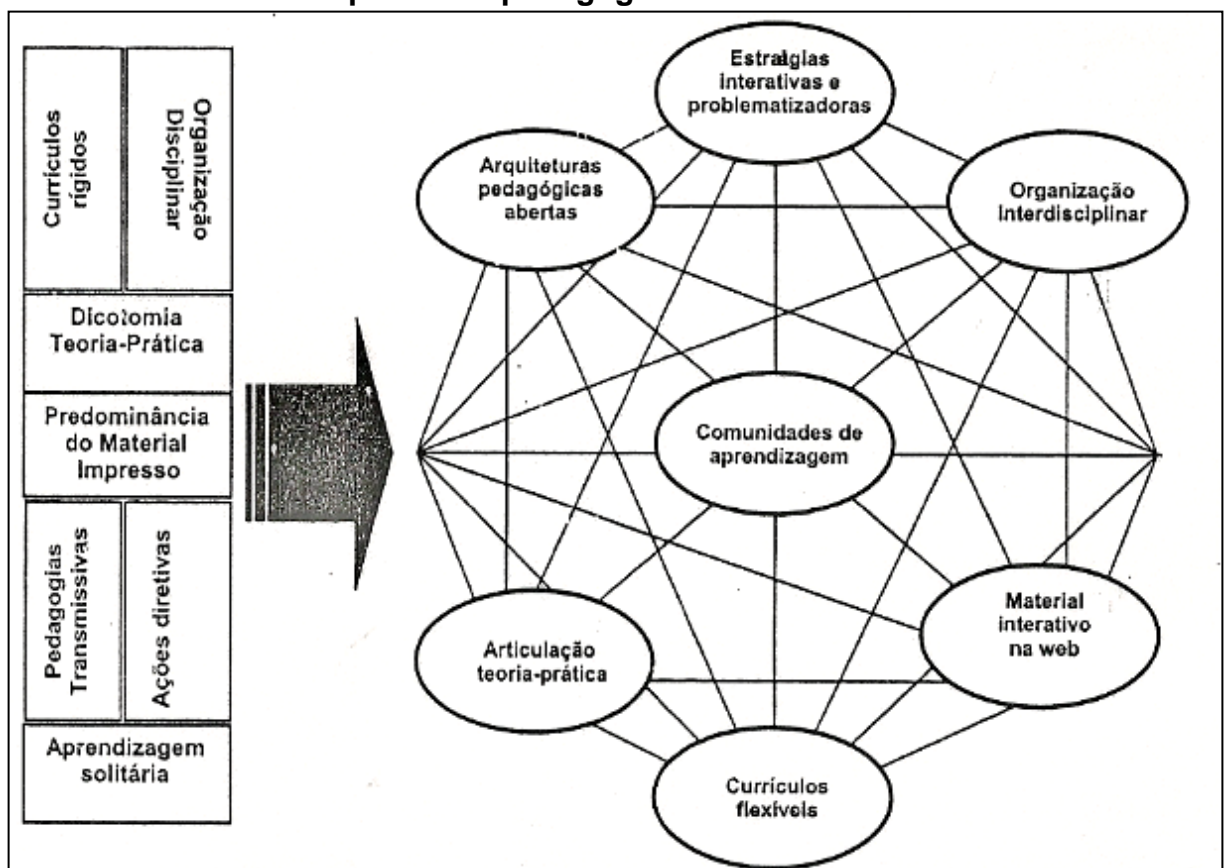 Currículos
rígidos
Organização
Disciplinar
Dicotomia
Teoria-Prática
Predominância
do Material
Impresso
Pedagogias
Transmissivas
Ações diretivas
Aprendizagem
solitária
Estratégias
interativas e
problematizadoras
Arquiteturas
pedagógicas
abertas
Organização
interdisciplinar
Comunidades de
aprendizagem
Articulação
teoria-prática
Material
interativo
na web
Currículos
flexíveis